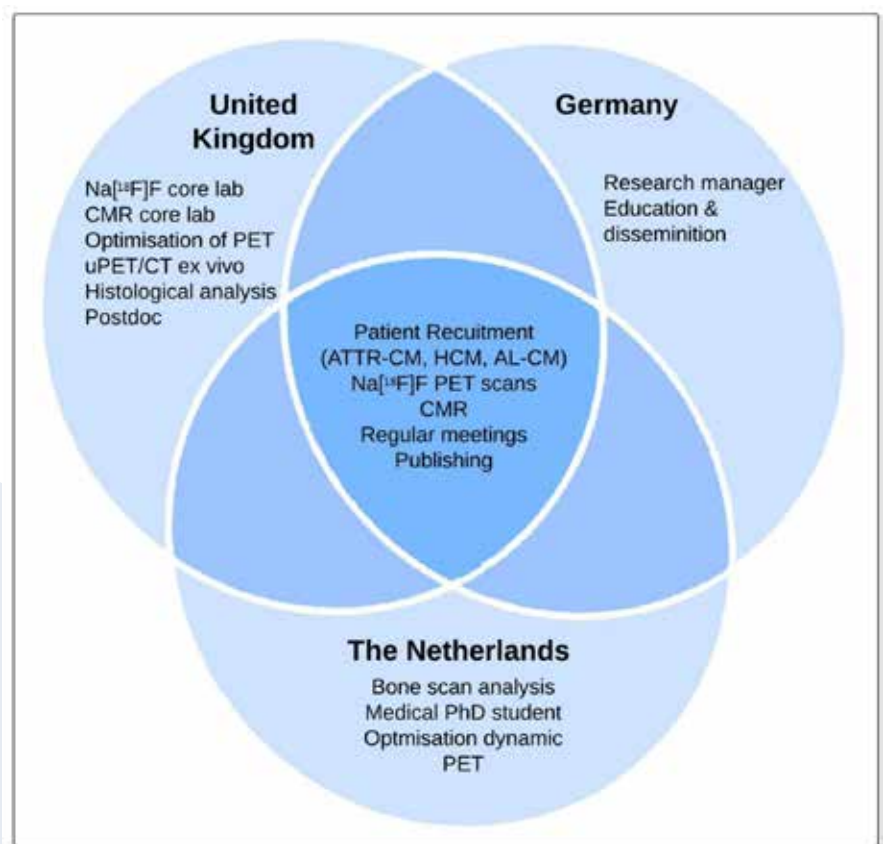 United
Kingdom
Na[¹⁸F]F core lab
CMR core lab
Optimisation of PET
uPET/CT ex vivo
Histological analysis
Postdoc
Germany
Research manager
Education &
disseminition
Patient Recuitment
(ATTR-CM, HCM, AL-CM)
Na[¹⁸F]F PET scans
CMR
Regular meetings
Publishing
The Netherlands
Bone scan analysis
Medical PhD student
Optmisation dynamic
PET